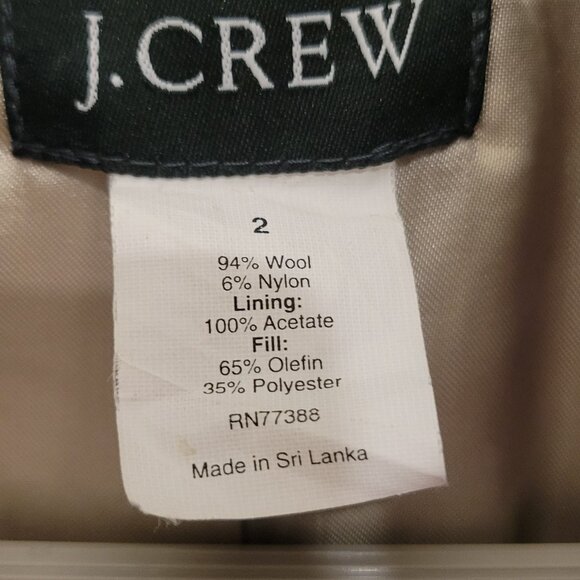 J.CREW
2
94% Wool
6% Nylon
Lining:
100% Acetate
Fill:
65% Olefin
35% Polyester
RN77388
Made in Sri Lanka